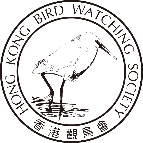 HONG KONG BIRD WATCHING SOCIETY
香港觀鳥會